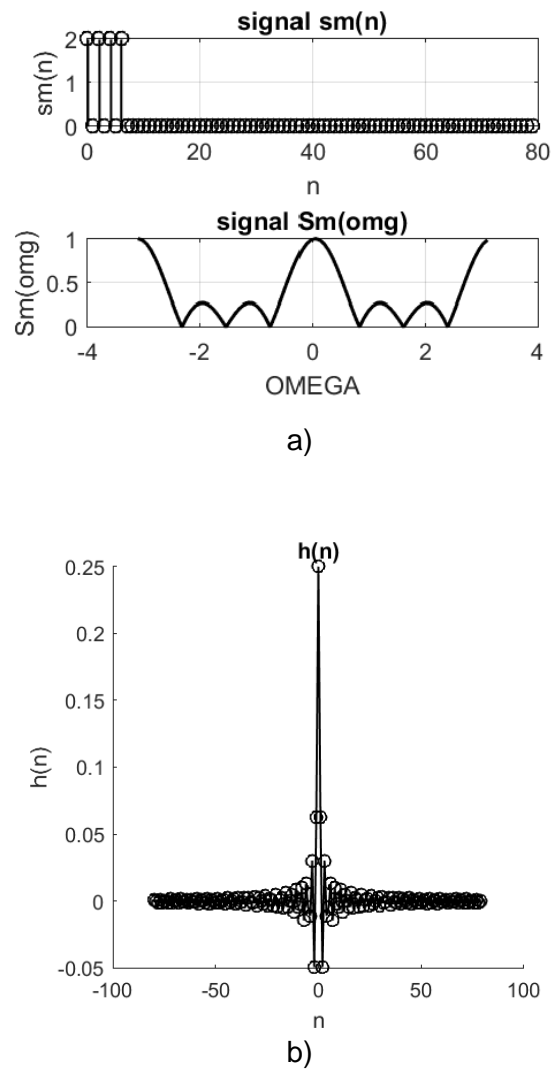 signal sm(n)
2
1
0
sm(n)
0 20 40 60 80
n
signal Sm(omg)
1
0.5
0
Sm(omg)
-4 -2 0 2 4
OMEGA
a)
h(n)
0.25
0.2
0.15
0.1
0.05
0
-0.05
h(n)
-100 -50 0 50 100
n
b)